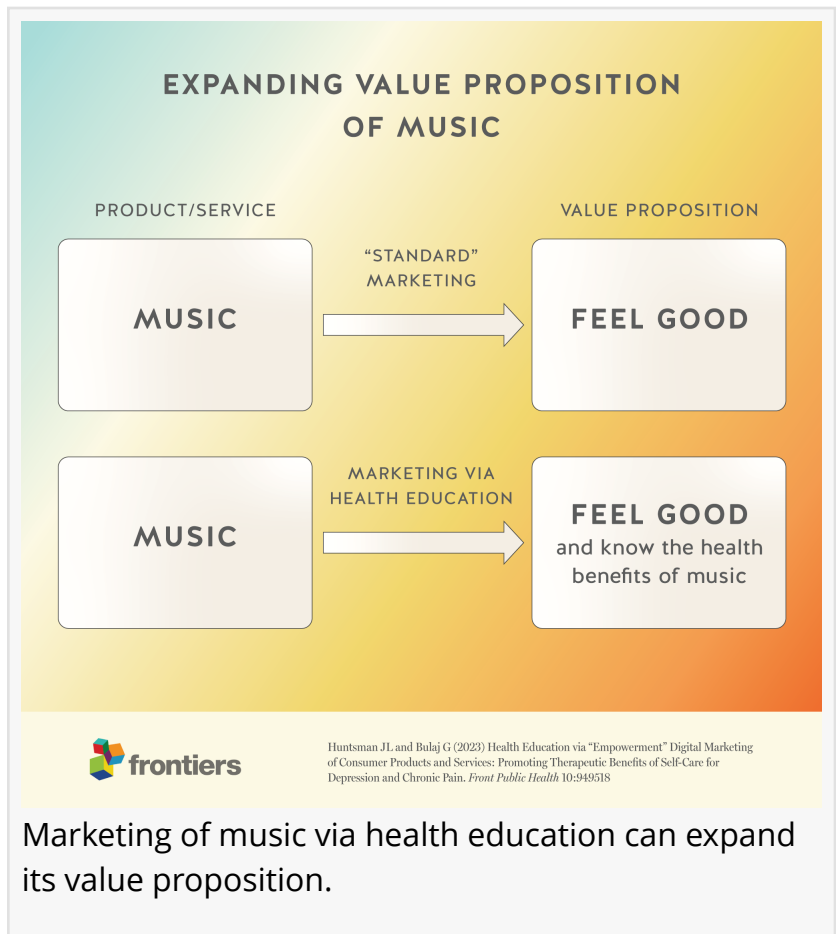 EXPANDING VALUE PROPOSITION
OF MUSIC
PRODUCT/SERVICE
VALUE PROPOSITION
MUSIC
“STANDARD”
MARKETING
FEEL GOOD
MUSIC
MARKETING VIA
HEALTH EDUCATION
FEEL GOOD
and know the health
benefits of music
frontiers
Huntsman JL and Bulaj G (2023) Health Education via “Empowerment” Digital Marketing
of Consumer Products and Services: Promoting Therapeutic Benefits of Self-Care for
Depression and Chronic Pain. Front Public Health 10:949518
Marketing of music via health education can expand
its value proposition.